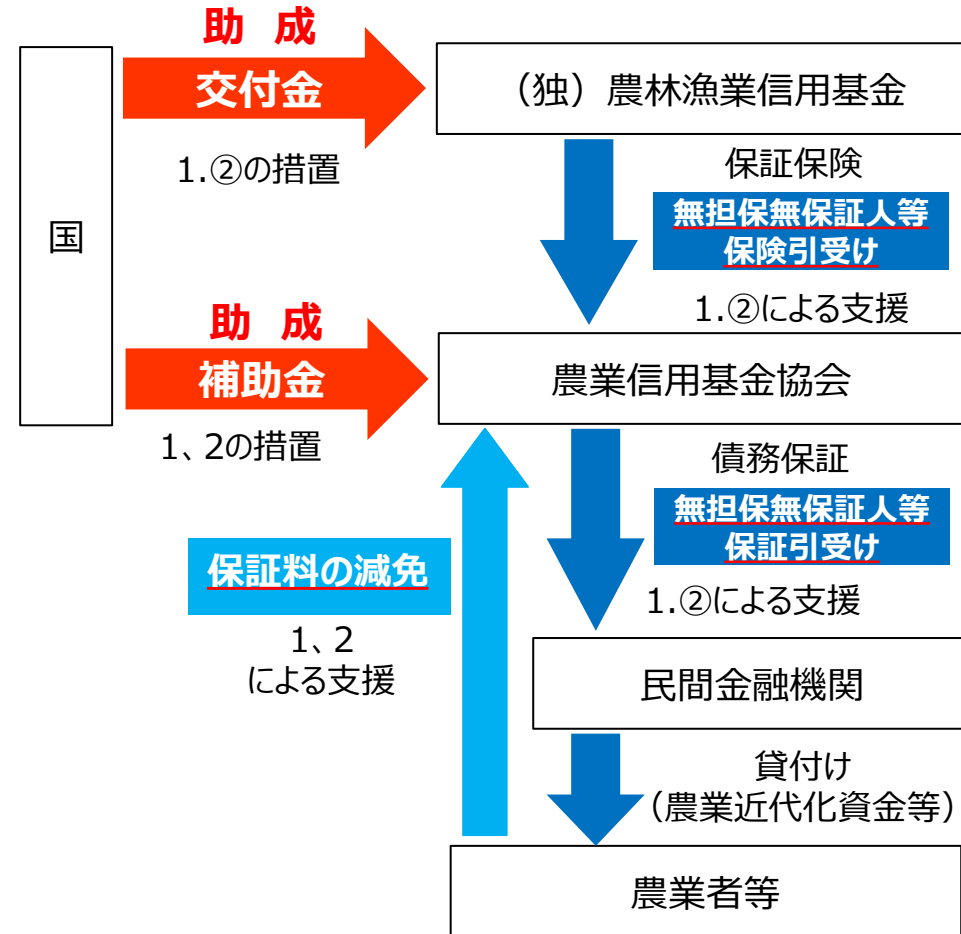 国
助 成
交付金
1.②の措置
(独)農林漁業信用基金
保証保険
無担保無保証人等
保険引受け
1.②による支援
助 成
補助金
1、2の措置
農業信用基金協会
債務保証
無担保無保証人等
保証引受け
1.②による支援
保証料の減免
1、2
による支援
民間金融機関
貸付け
(農業近代化資金等)
農業者等